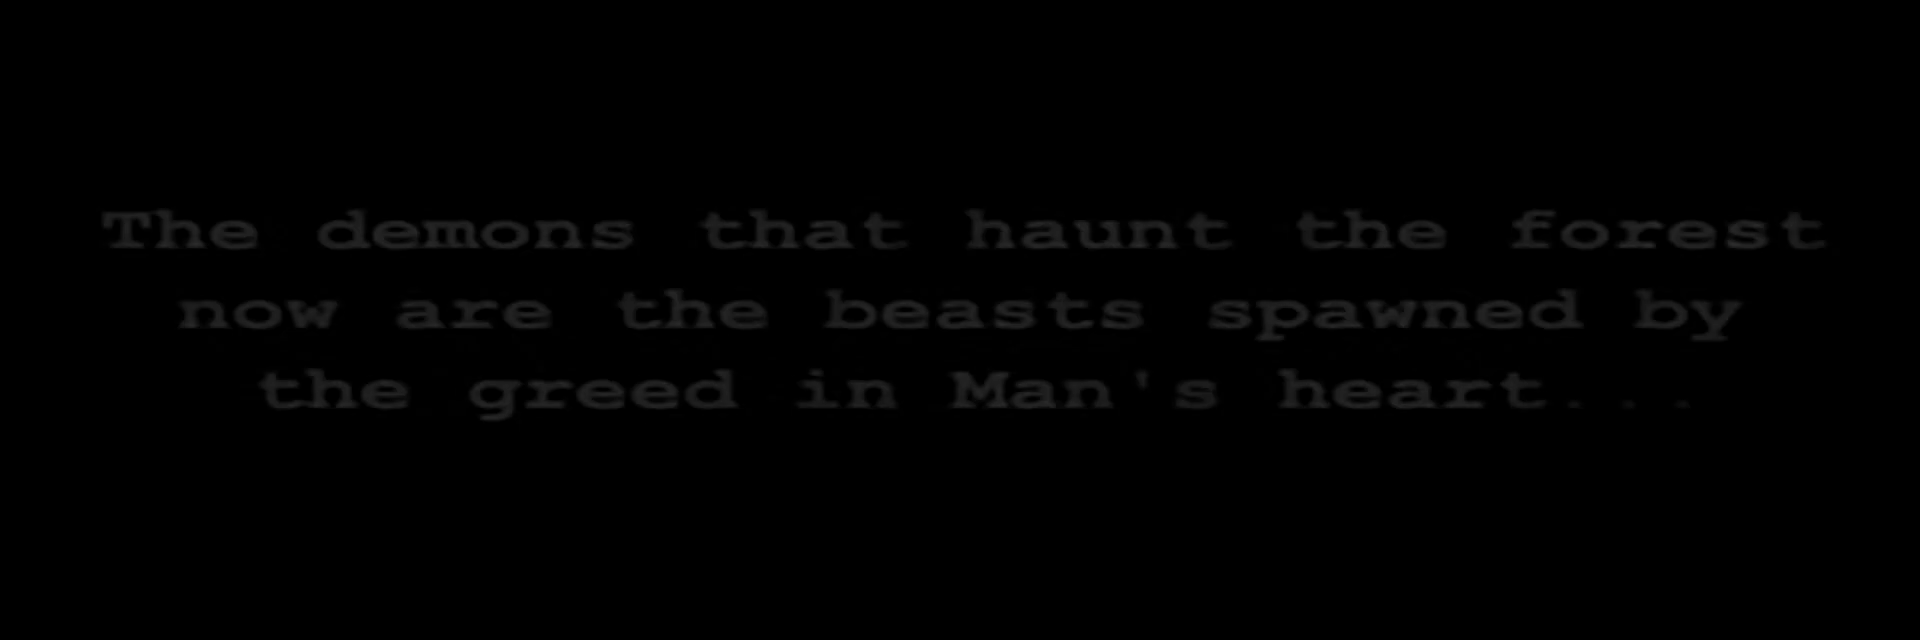 The demons that haunt the forest
now are the beasts spawned by
the greed in Man's heart...